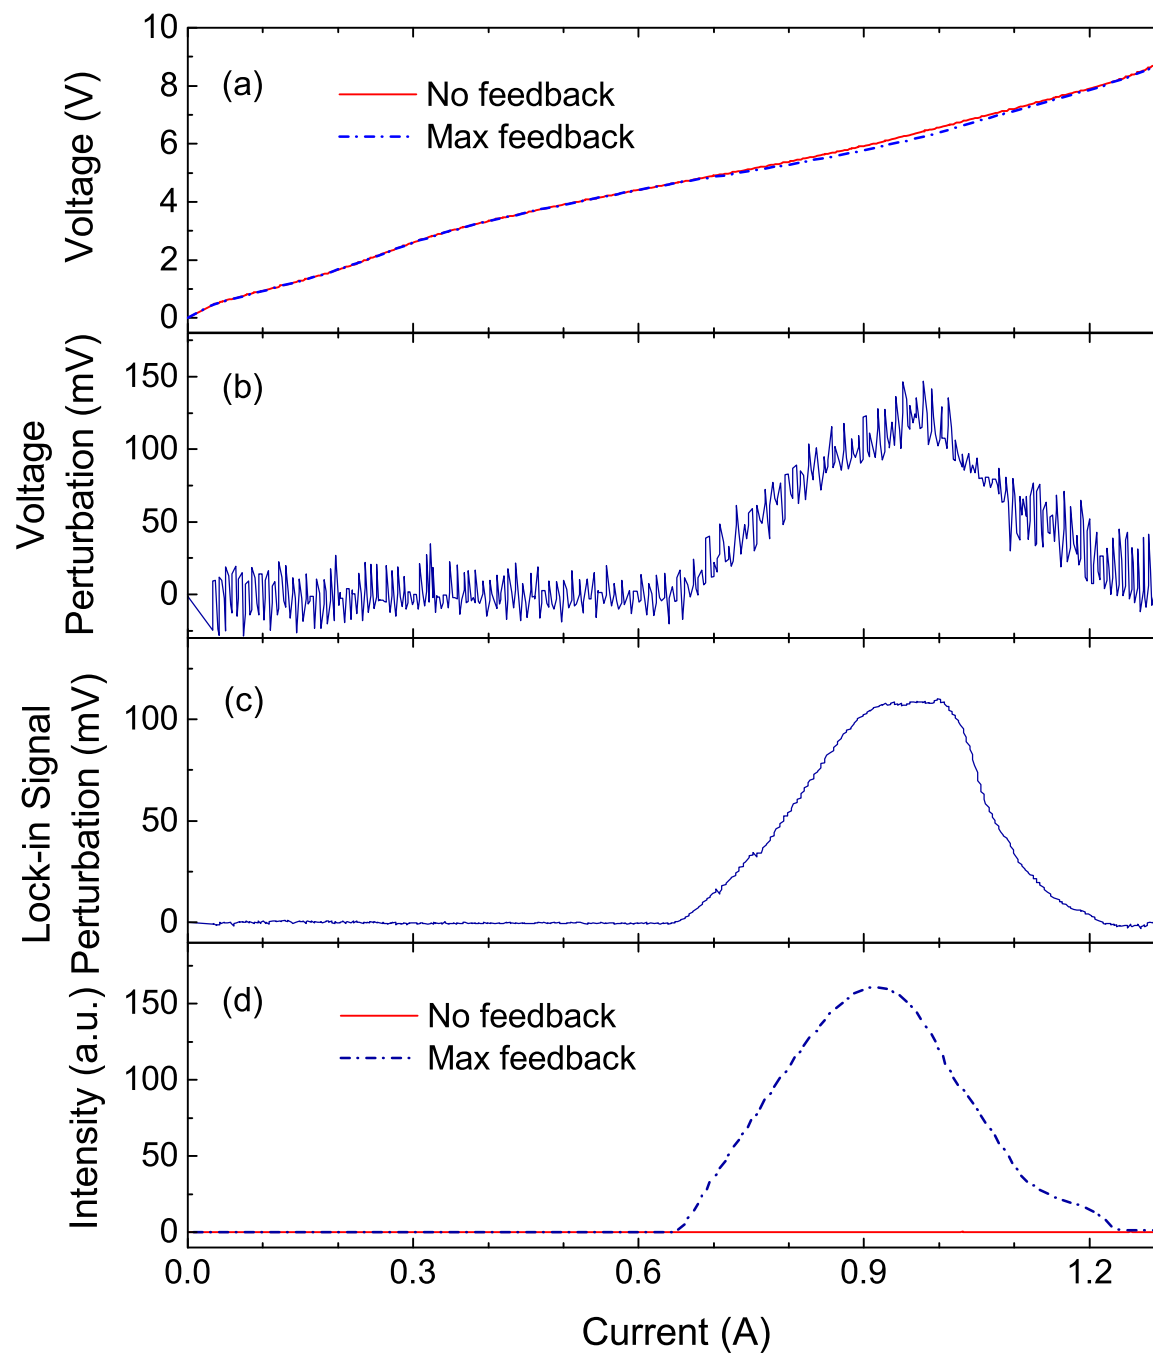 10
8
6
4
2
0
Voltage (V)
(a)
No feedback
Max feedback
150
100
50
0
Voltage
Perturbation (mV)
(b)
100
50
0
Lock-in Signal
Perturbation (mV)
(c)
150
100
50
0
Intensity (a.u.)
(d)
No feedback
Max feedback
0.0 0.3 0.6 0.9 1.2
Current (A)